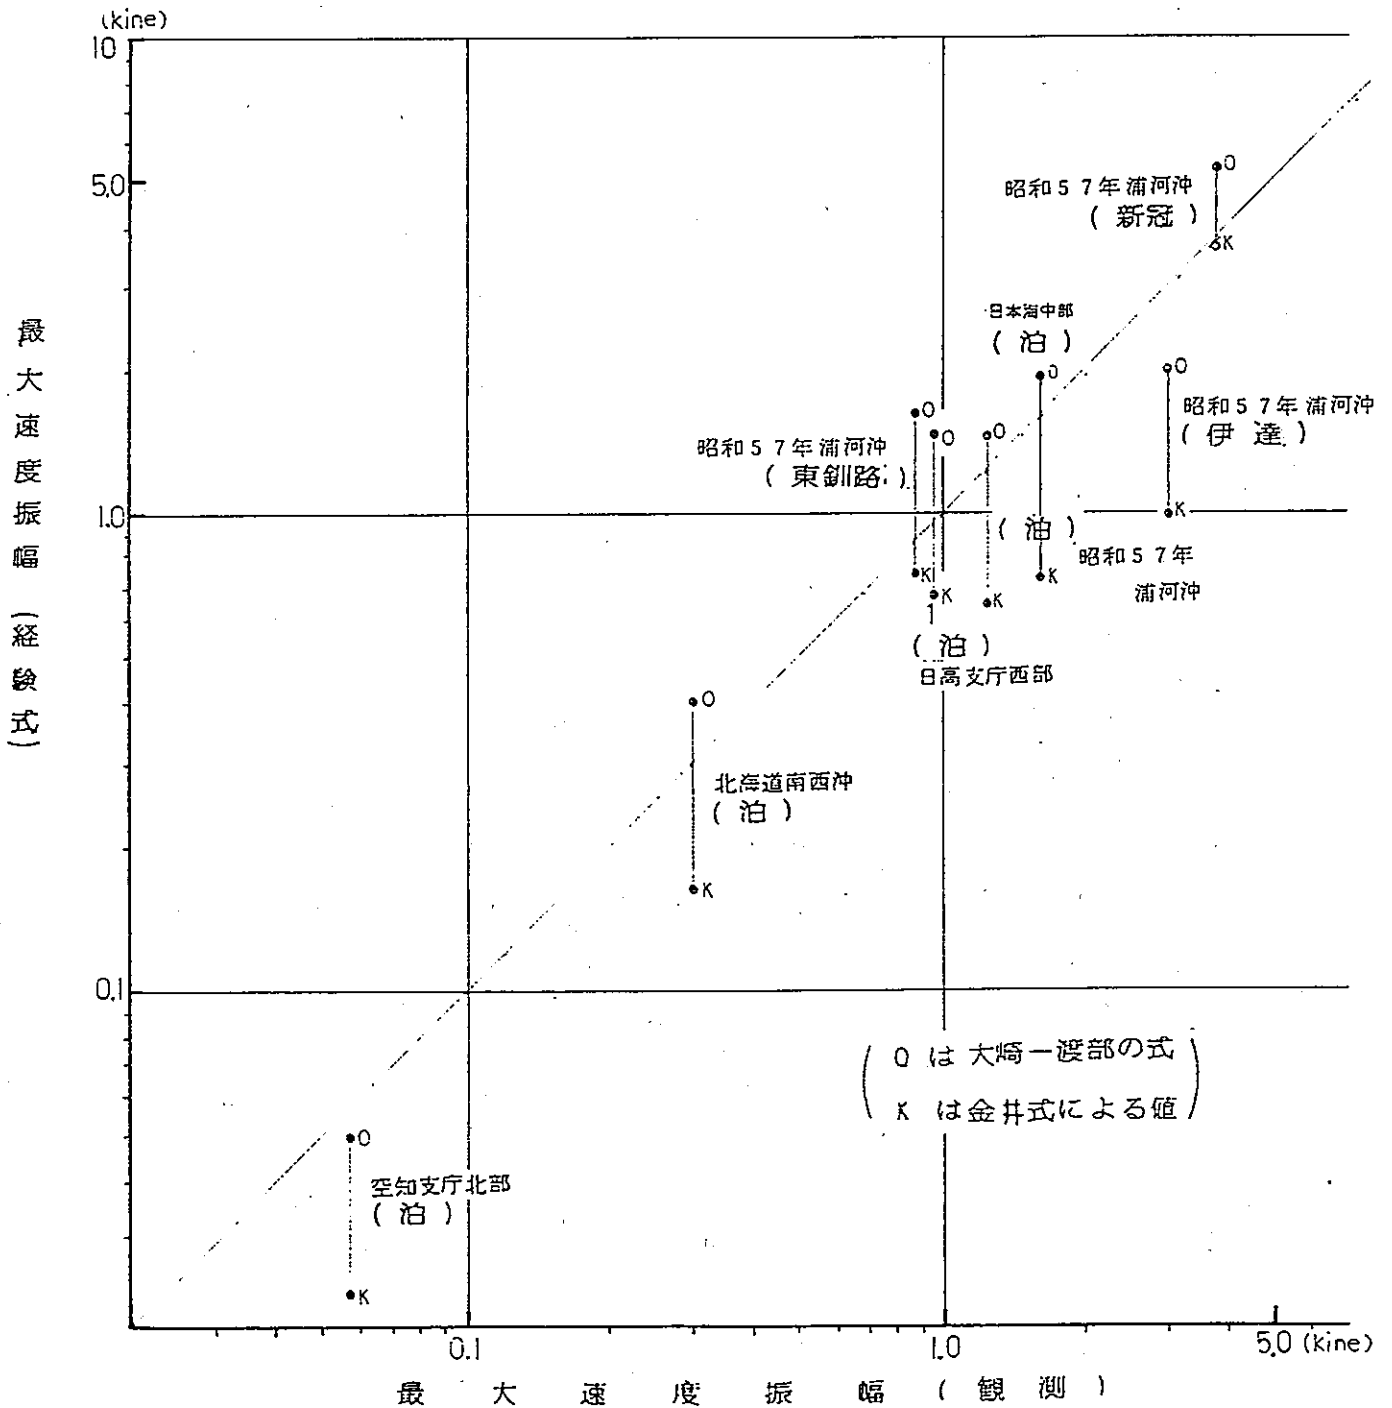 (kine)
10
5.0
1.0
0.1
最大速度振幅(経験式)
O
昭和57年浦河沖
(新冠)
K
日本海中部
(泊)
O
K
O
昭和57年浦河沖
(伊達)
K
昭和57年浦河沖
(東釧路)
O
K
O
K
(泊)
日高支庁西部
O
K
(泊)
昭和57年
浦河沖
O
北海道南西沖
(泊)
K
O
空知支庁北部
(泊)
K
O は大崎ー渡部の式
K は金井式による値
0.1
1.0
5.0 (kine)
最大速度振幅(観測)